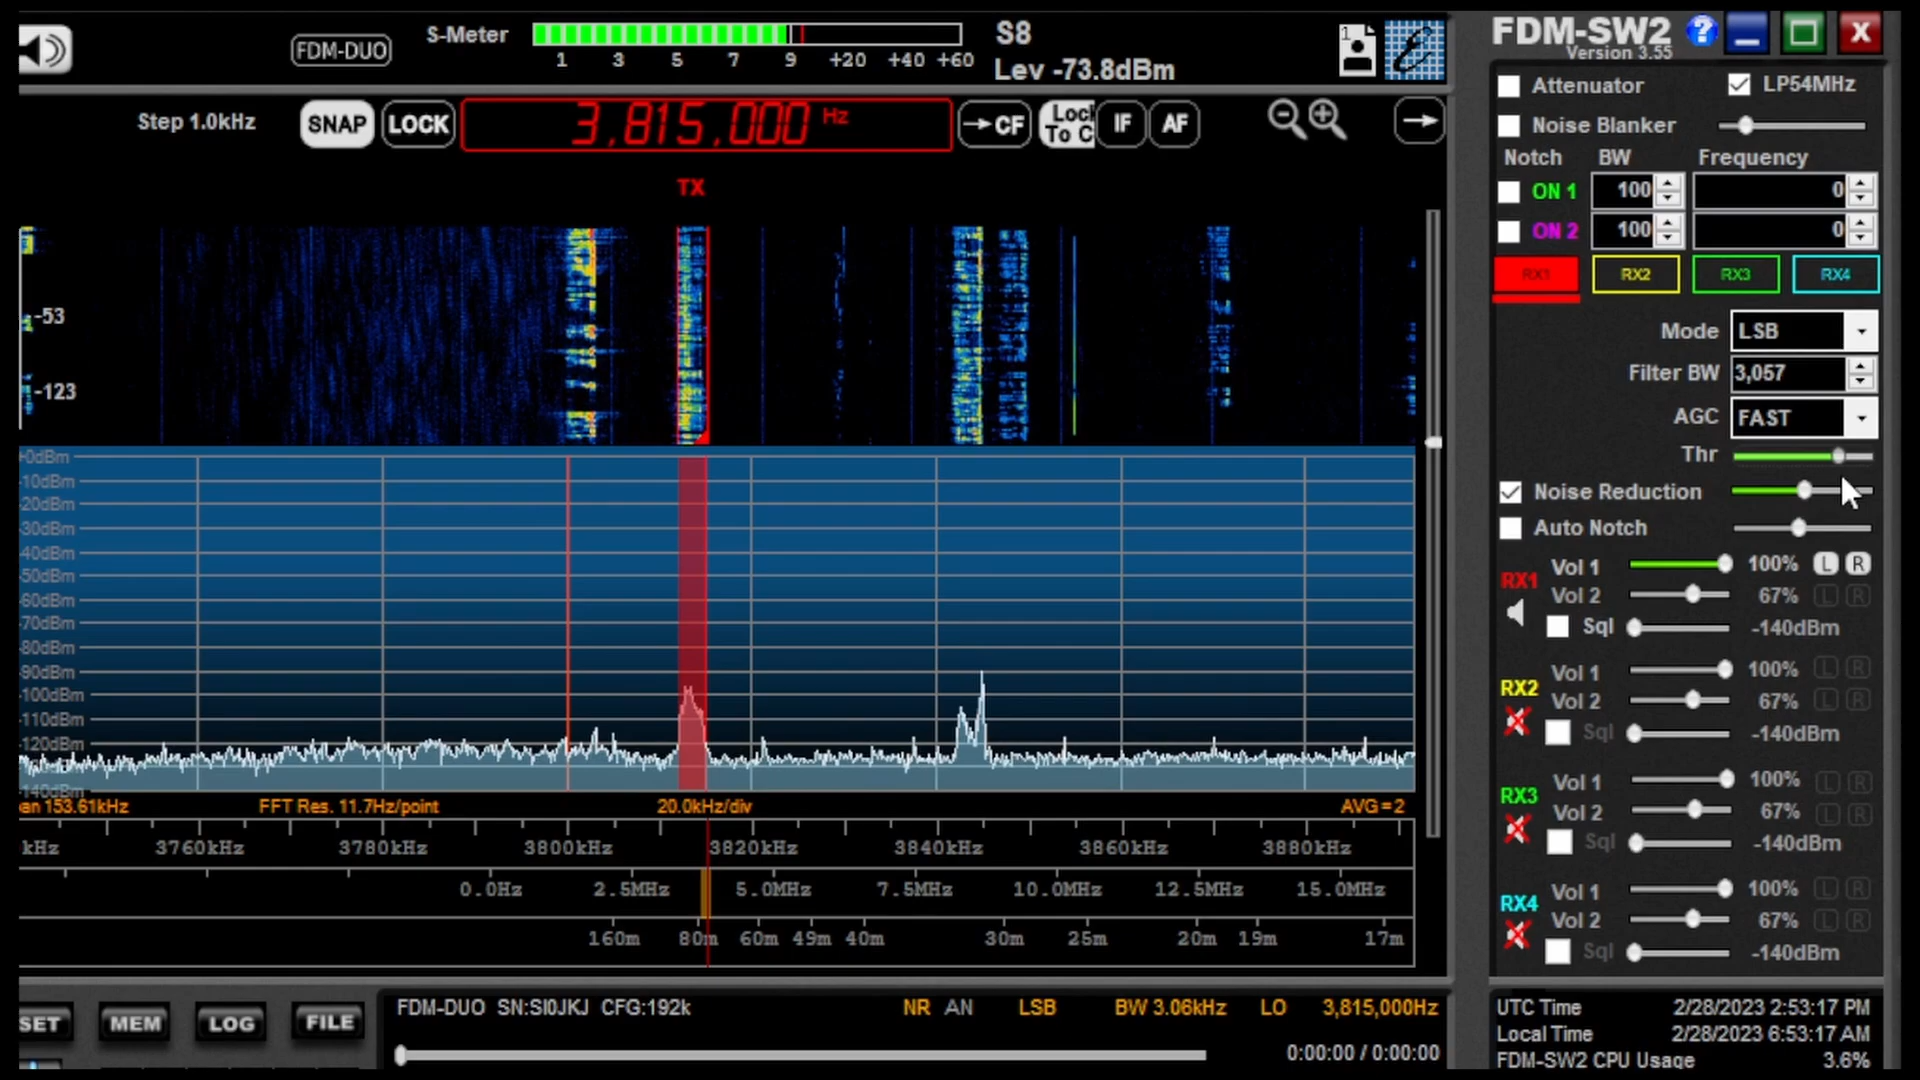 FDM-DUO
S-Meter
1 3 5 7 9 +20 +40 +60
S8
Lev -73.8dBm
1
FDM-SW2
Version 3.55
?
X
Step 1.0kHz
SNAP
LOCK
3,815,000 Hz
→CF
IF
AF
TX
-53
-123
+0dBm
-10dBm
-20dBm
-30dBm
-40dBm
-50dBm
-60dBm
-70dBm
-80dBm
-90dBm
-100dBm
-110dBm
-120dBm
-140dBm
an 153.61kHz
FFT Res. 11.7Hz/point
20.0kHz/div
AVG=2
kHz 3760kHz 3780kHz 3800kHz 3820kHz 3840kHz 3860kHz 3880kHz
0.0Hz 2.5MHz 5.0MHz 7.5MHz 10.0MHz 12.5MHz 15.0MHz
160m 80m 60m 49m 40m 30m 25m 20m 19m 17m
SET
MEM
LOG
FILE
FDM-DUO SN:SI0JKJ CFG:192k
NR AN LSB BW 3.06kHz LO 3,815,000Hz
0:00:00 / 0:00:00
Attenuator
LP54MHz
Noise Blanker
Notch BW Frequency
ON 1 100 0
ON 2 100 0
RX1 RX2 RX3 RX4
Mode LSB
Filter BW 3,057
AGC FAST
Thr
Noise Reduction
Auto Notch
RX1
Vol 1 100% L R
Vol 2 67% L R
Sql -140dBm
RX2
Vol 1 100% L R
Vol 2 67% L R
Sql -140dBm
RX3
Vol 1 100% L R
Vol 2 67% L R
Sql -140dBm
RX4
Vol 1 100% L R
Vol 2 67% L R
Sql -140dBm
UTC Time 2/28/2023 2:53:17 PM
Local Time 2/28/2023 6:53:17 AM
FDM-SW2 CPU Usage 3.6%